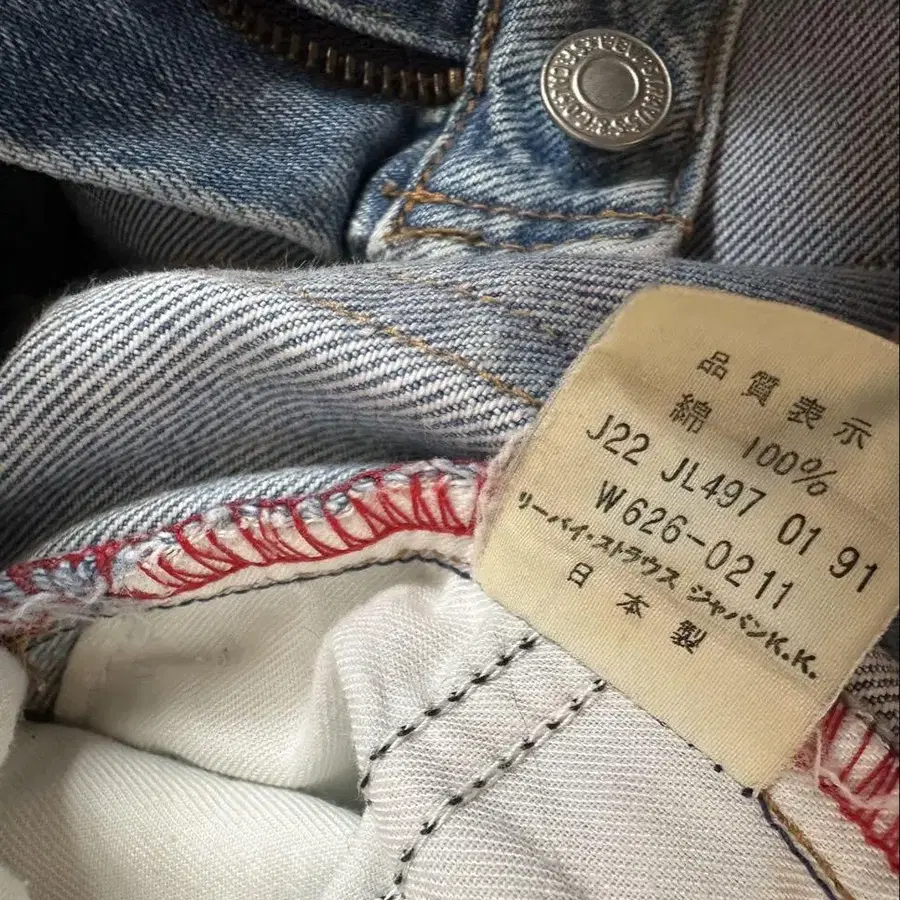 品質表示
綿 100%
J22 JL497 01 91
W626-0211
リーバイ・ストラウス ジャパンK.K.
日本製